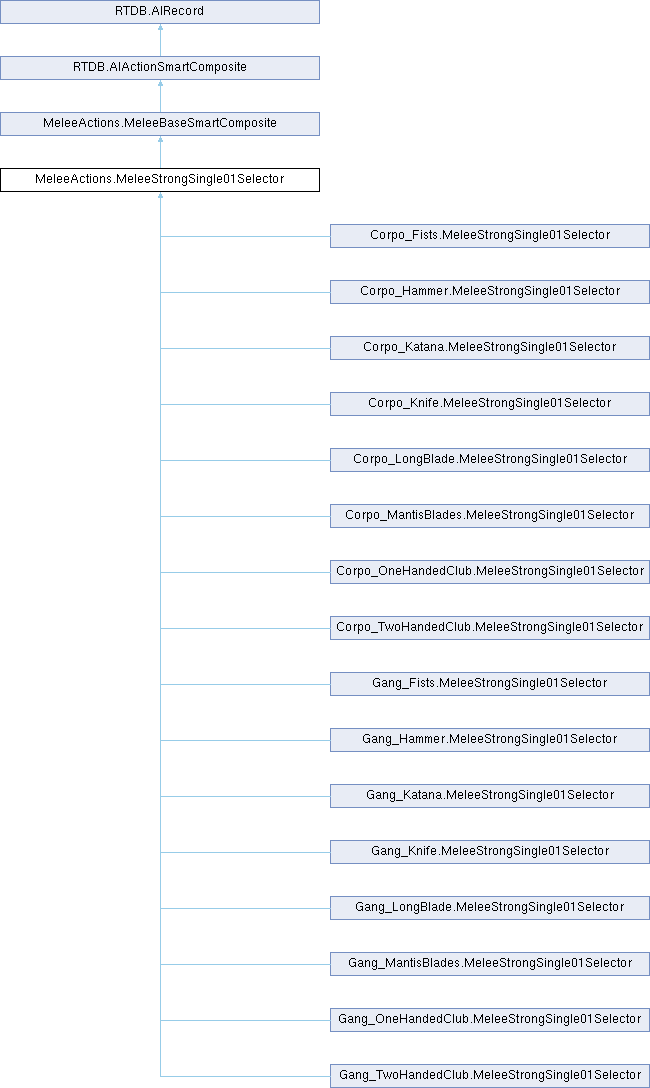 RTDB.AIRecord
RTDB.AIActionSmartComposite
MeleeActions.MeleeBaseSmartComposite
MeleeActions.MeleeStrongSingle01Selector
Corpo_Fists.MeleeStrongSingle01Selector
Corpo_Hammer.MeleeStrongSingle01Selector
Corpo_Katana.MeleeStrongSingle01Selector
Corpo_Knife.MeleeStrongSingle01Selector
Corpo_LongBlade.MeleeStrongSingle01Selector
Corpo_MantisBlades.MeleeStrongSingle01Selector
Corpo_OneHandedClub.MeleeStrongSingle01Selector
Corpo_TwoHandedClub.MeleeStrongSingle01Selector
Gang_Fists.MeleeStrongSingle01Selector
Gang_Hammer.MeleeStrongSingle01Selector
Gang_Katana.MeleeStrongSingle01Selector
Gang_Knife.MeleeStrongSingle01Selector
Gang_LongBlade.MeleeStrongSingle01Selector
Gang_MantisBlades.MeleeStrongSingle01Selector
Gang_OneHandedClub.MeleeStrongSingle01Selector
Gang_TwoHandedClub.MeleeStrongSingle01Selector